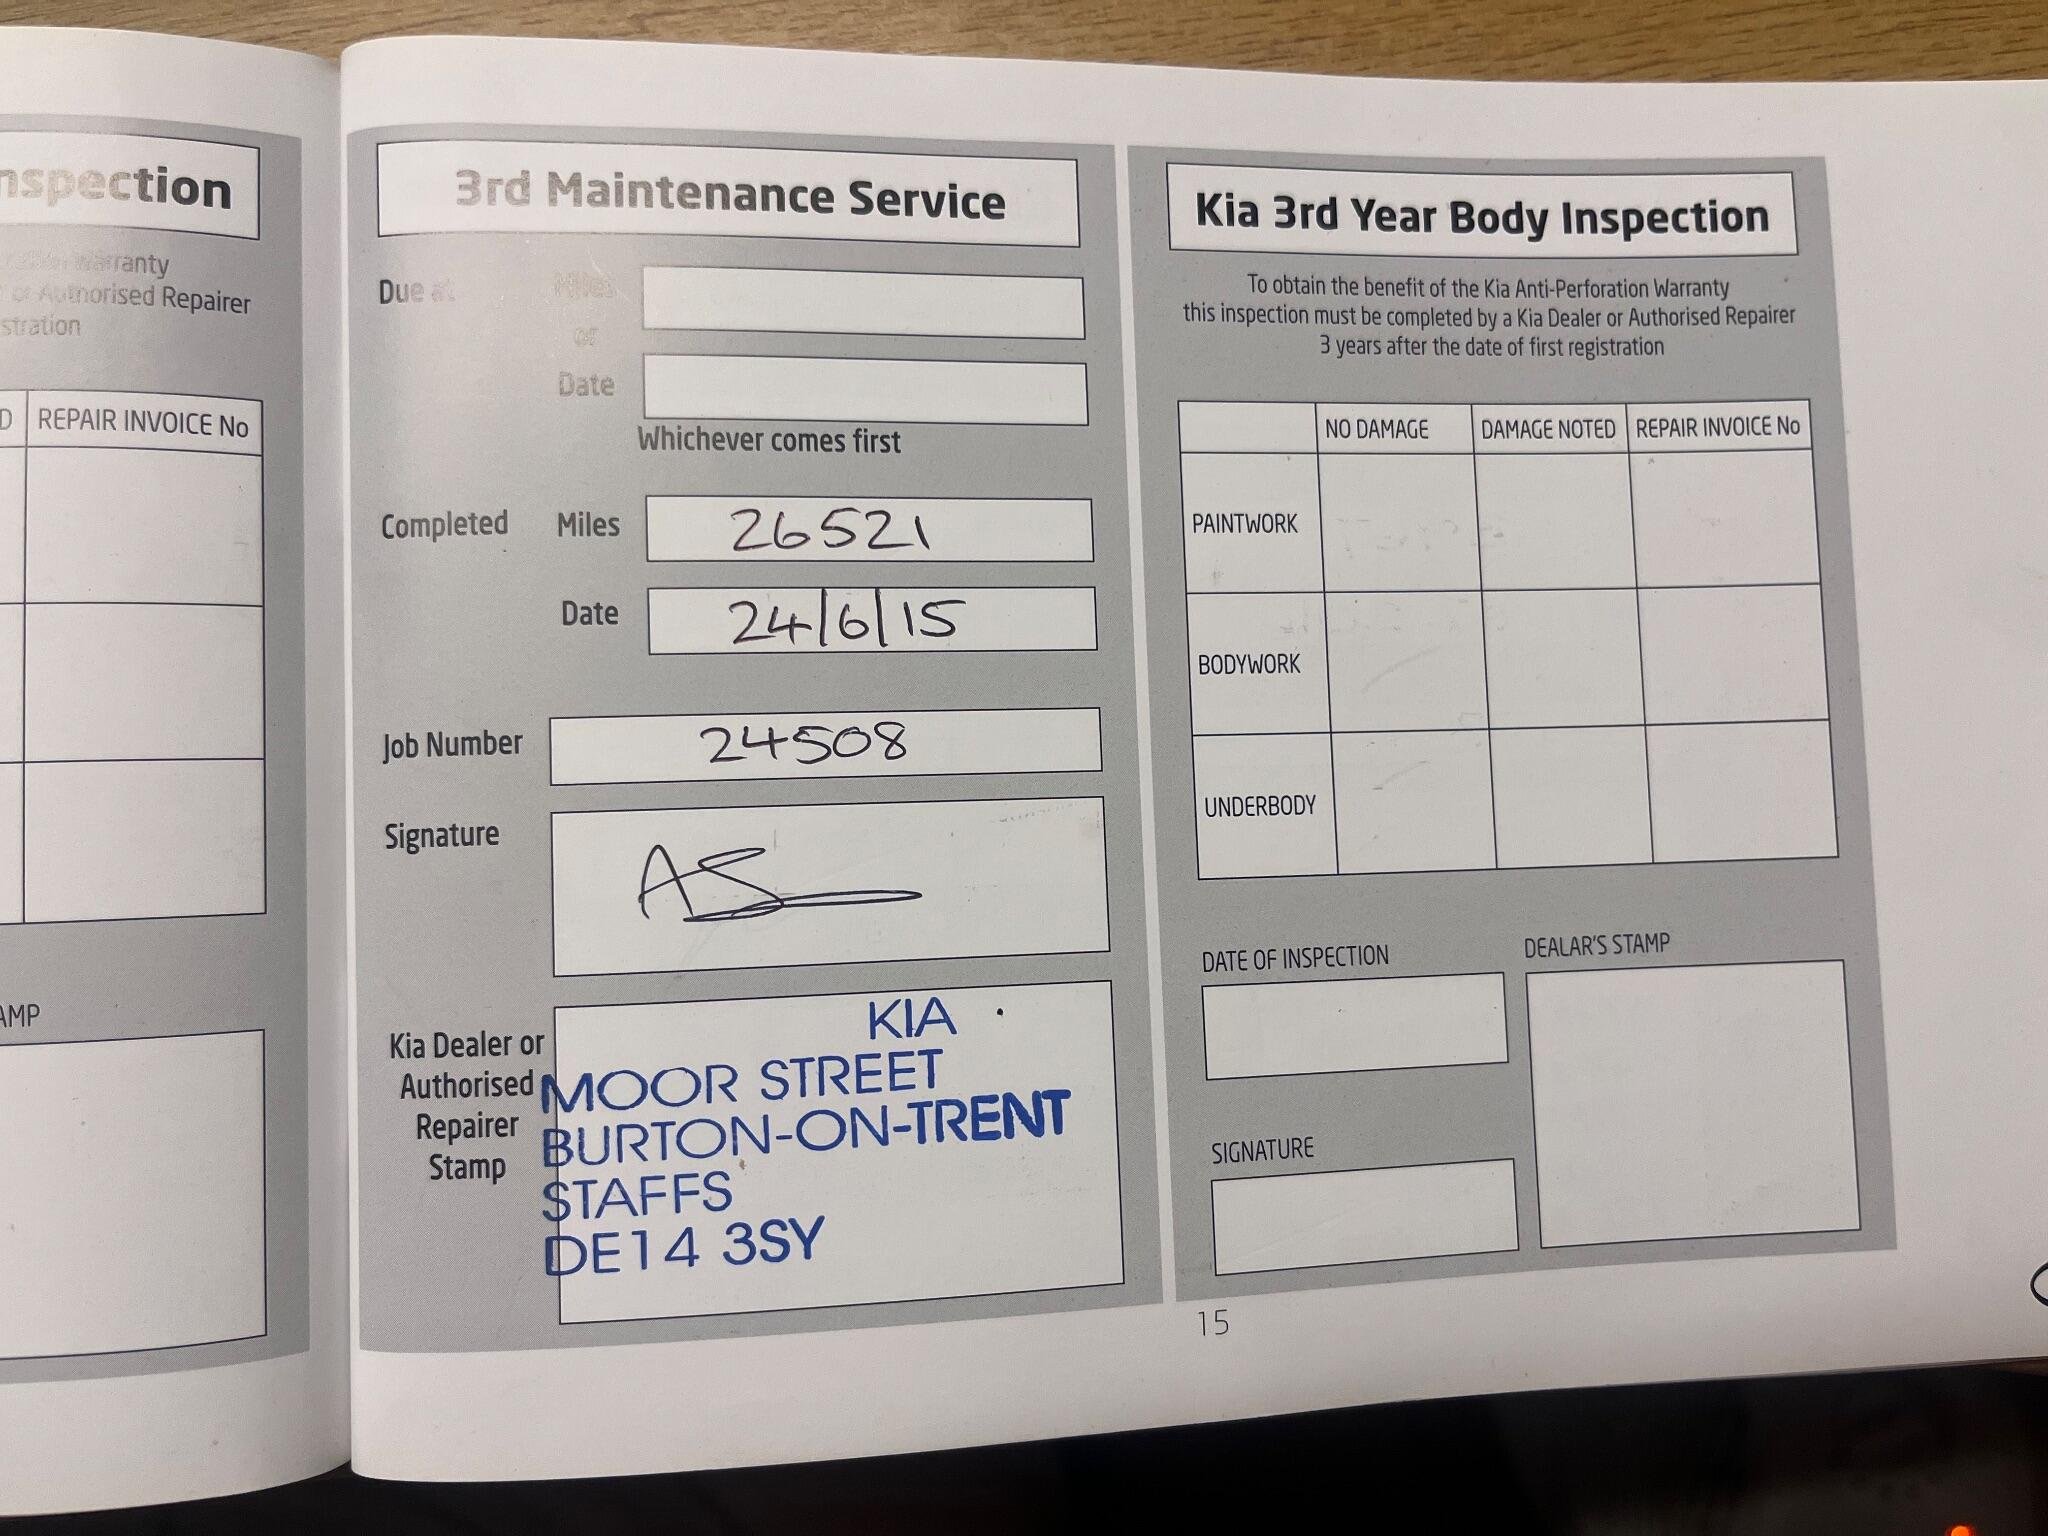 nspection
warranty
or Authorised Repairer
stration
D REPAIR INVOICE No
AMP
3rd Maintenance Service
Due at Miles
or
Date
Whichever comes first
Completed Miles 26521
Date 24/6/15
Job Number 24508
Signature AS
Kia Dealer or
Authorised
Repairer
Stamp
KIA
MOOR STREET
BURTON-ON-TRENT
STAFFS
DE14 3SY
Kia 3rd Year Body Inspection
To obtain the benefit of the Kia Anti-Perforation Warranty
this inspection must be completed by a Kia Dealer or Authorised Repairer
3 years after the date of first registration
NO DAMAGE DAMAGE NOTED REPAIR INVOICE No
PAINTWORK
BODYWORK
UNDERBODY
DATE OF INSPECTION
DEALAR'S STAMP
SIGNATURE
15